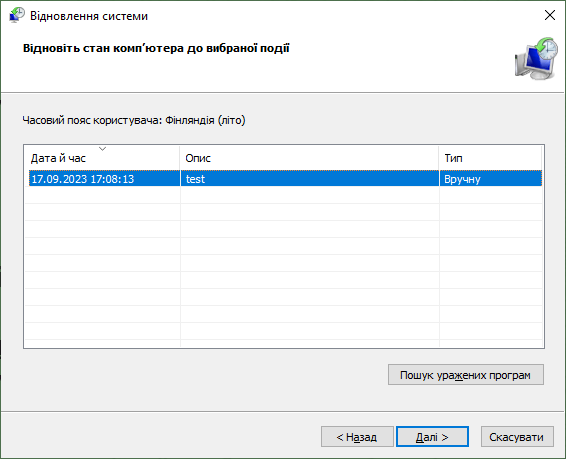 Відновлення системи
Відновіть стан комп’ютера до вибраної події
Часовий пояс користувача: Фінляндія (літо)
Дата й час Опис Тип
17.09.2023 17:08:13 test Вручну
Пошук уражених програм
< Назад Далі > Скасувати